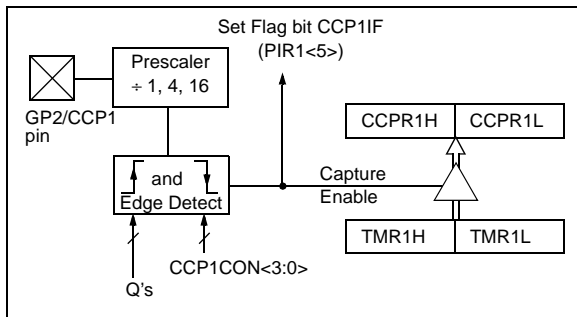 Set Flag bit CCP1IF
(PIR1<5>)
Prescaler
÷ 1, 4, 16
GP2/CCP1
pin
and
Edge Detect
Capture
Enable
CCPR1H
CCPR1L
TMR1H
TMR1L
CCP1CON<3:0>
Q's